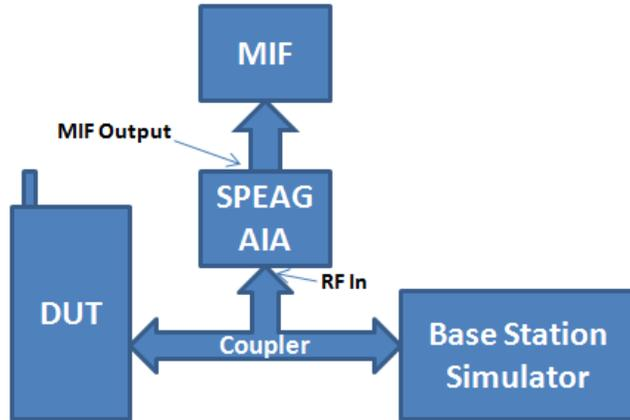 MIF
MIF Output
SPEAG
AIA
RF In
DUT
Coupler
Base Station
Simulator